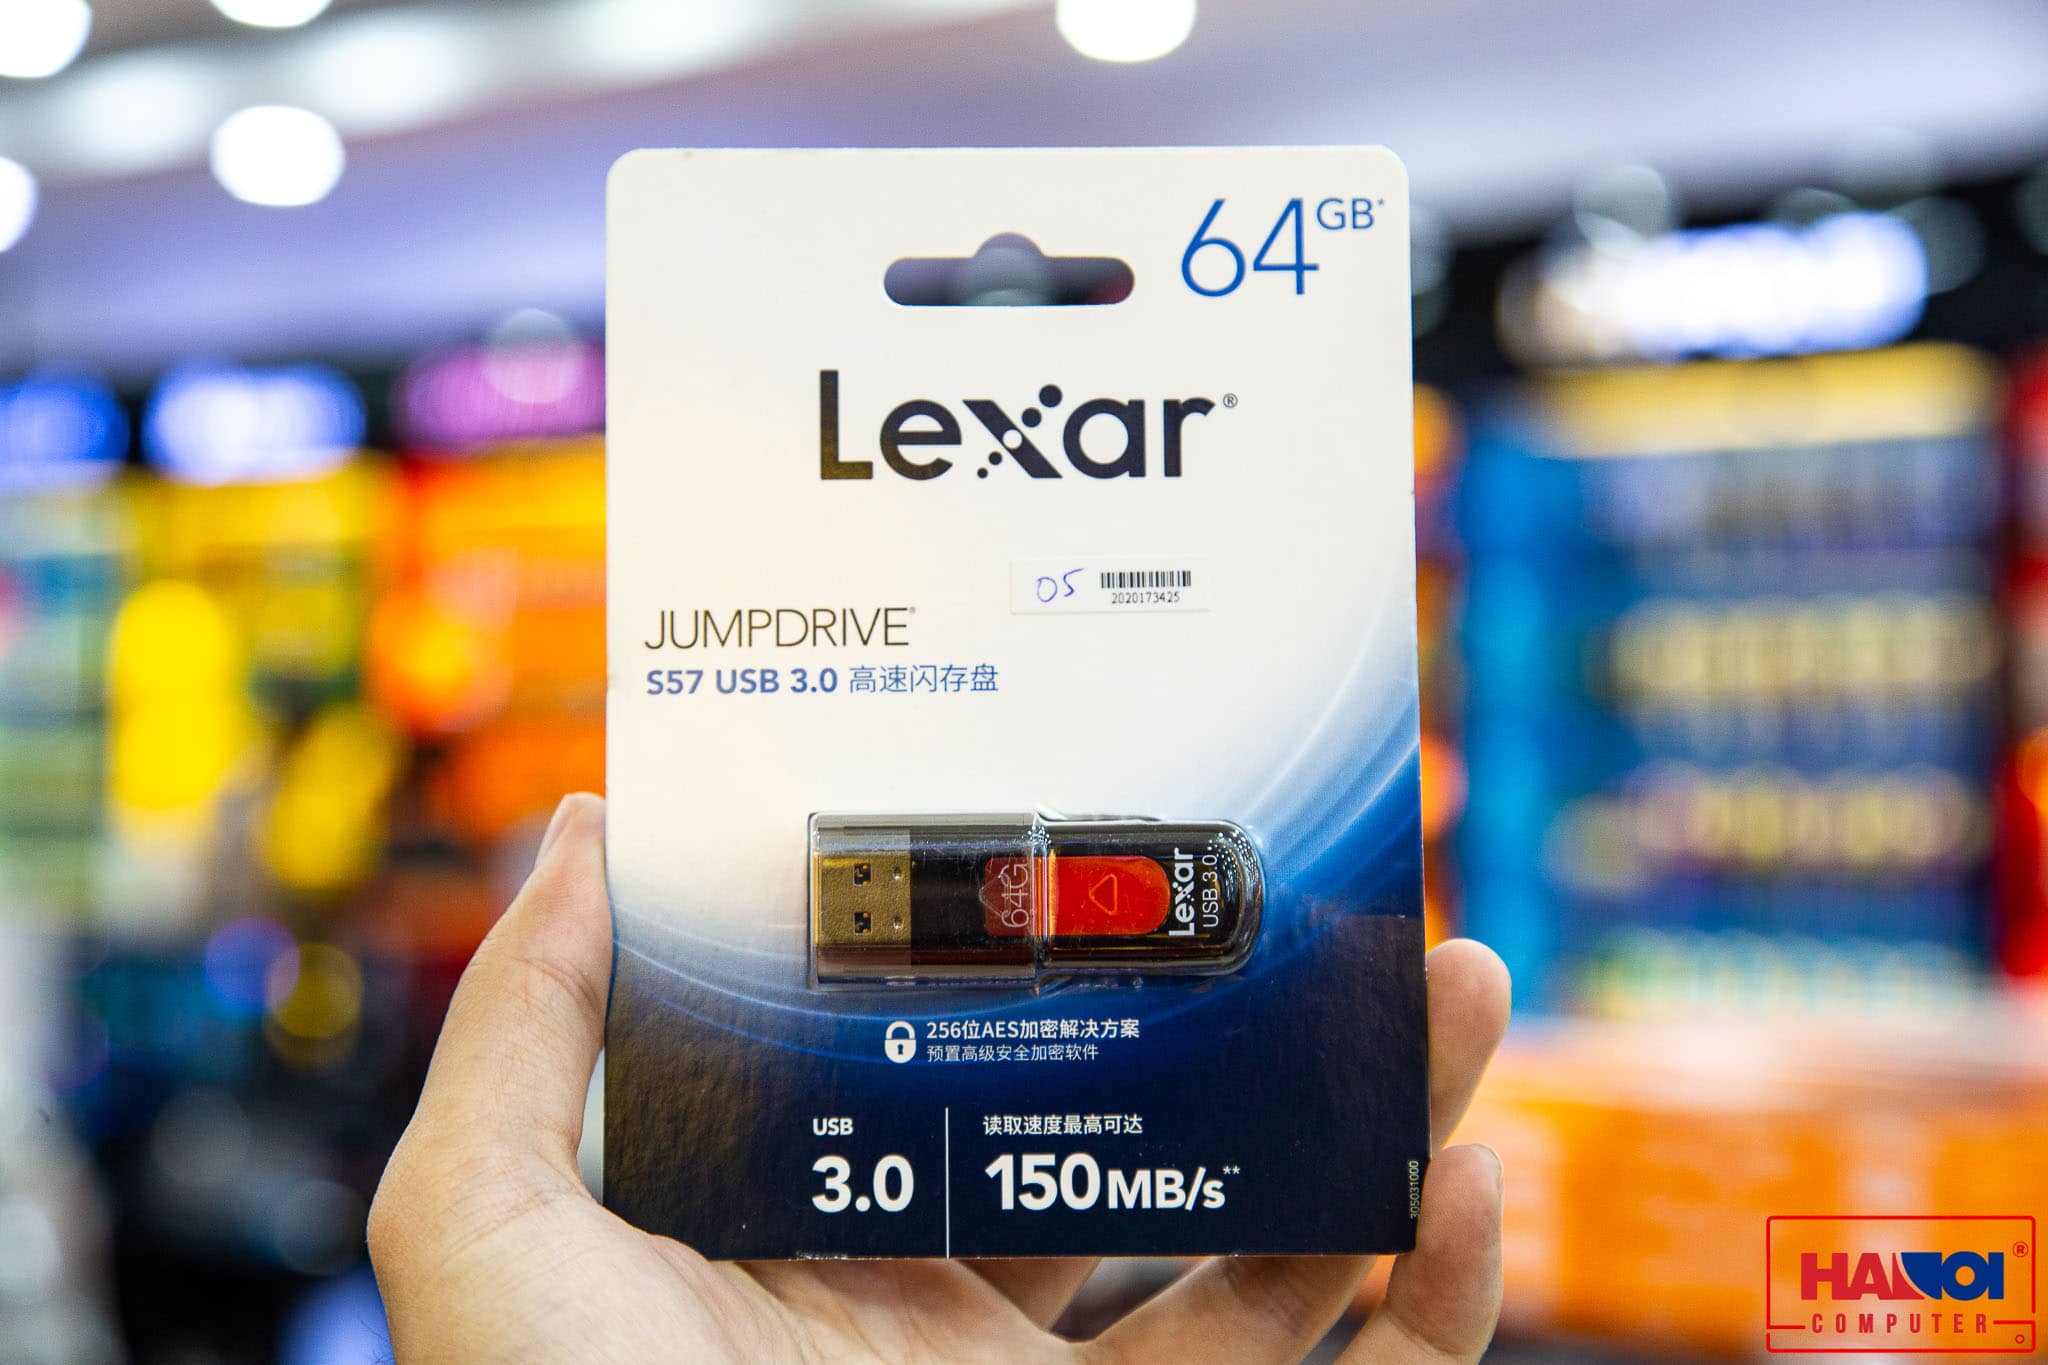 64GB*
Lexar®
05
2020173425
JUMPDRIVE®
S57 USB 3.0 高速闪存盘
64G
Lexar
USB 3.0
256位AES加密解决方案
预置高级安全加密软件
USB
3.0
读取速度最高可达
150MB/s**
305031000
HANOI®
COMPUTER